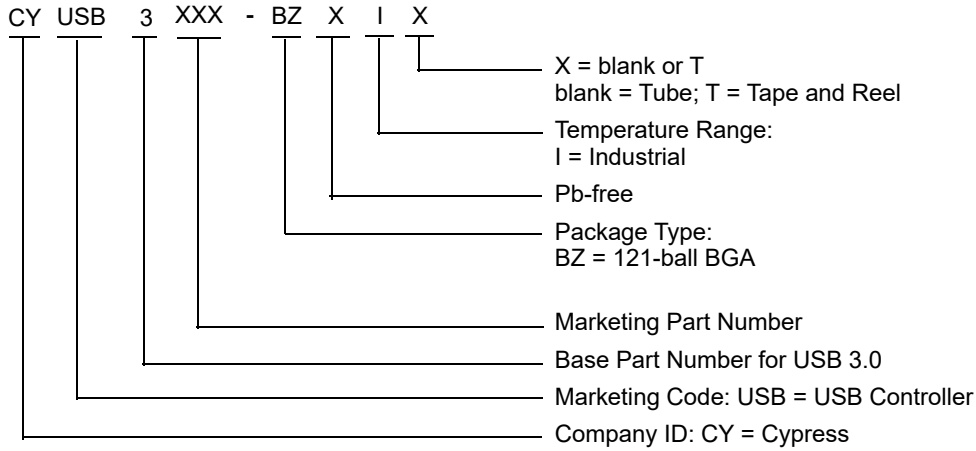 CY USB 3 XXX - BZ X I X
X = blank or T
blank = Tube; T = Tape and Reel
Temperature Range:
I = Industrial
Pb-free
Package Type:
BZ = 121-ball BGA
Marketing Part Number
Base Part Number for USB 3.0
Marketing Code: USB = USB Controller
Company ID: CY = Cypress